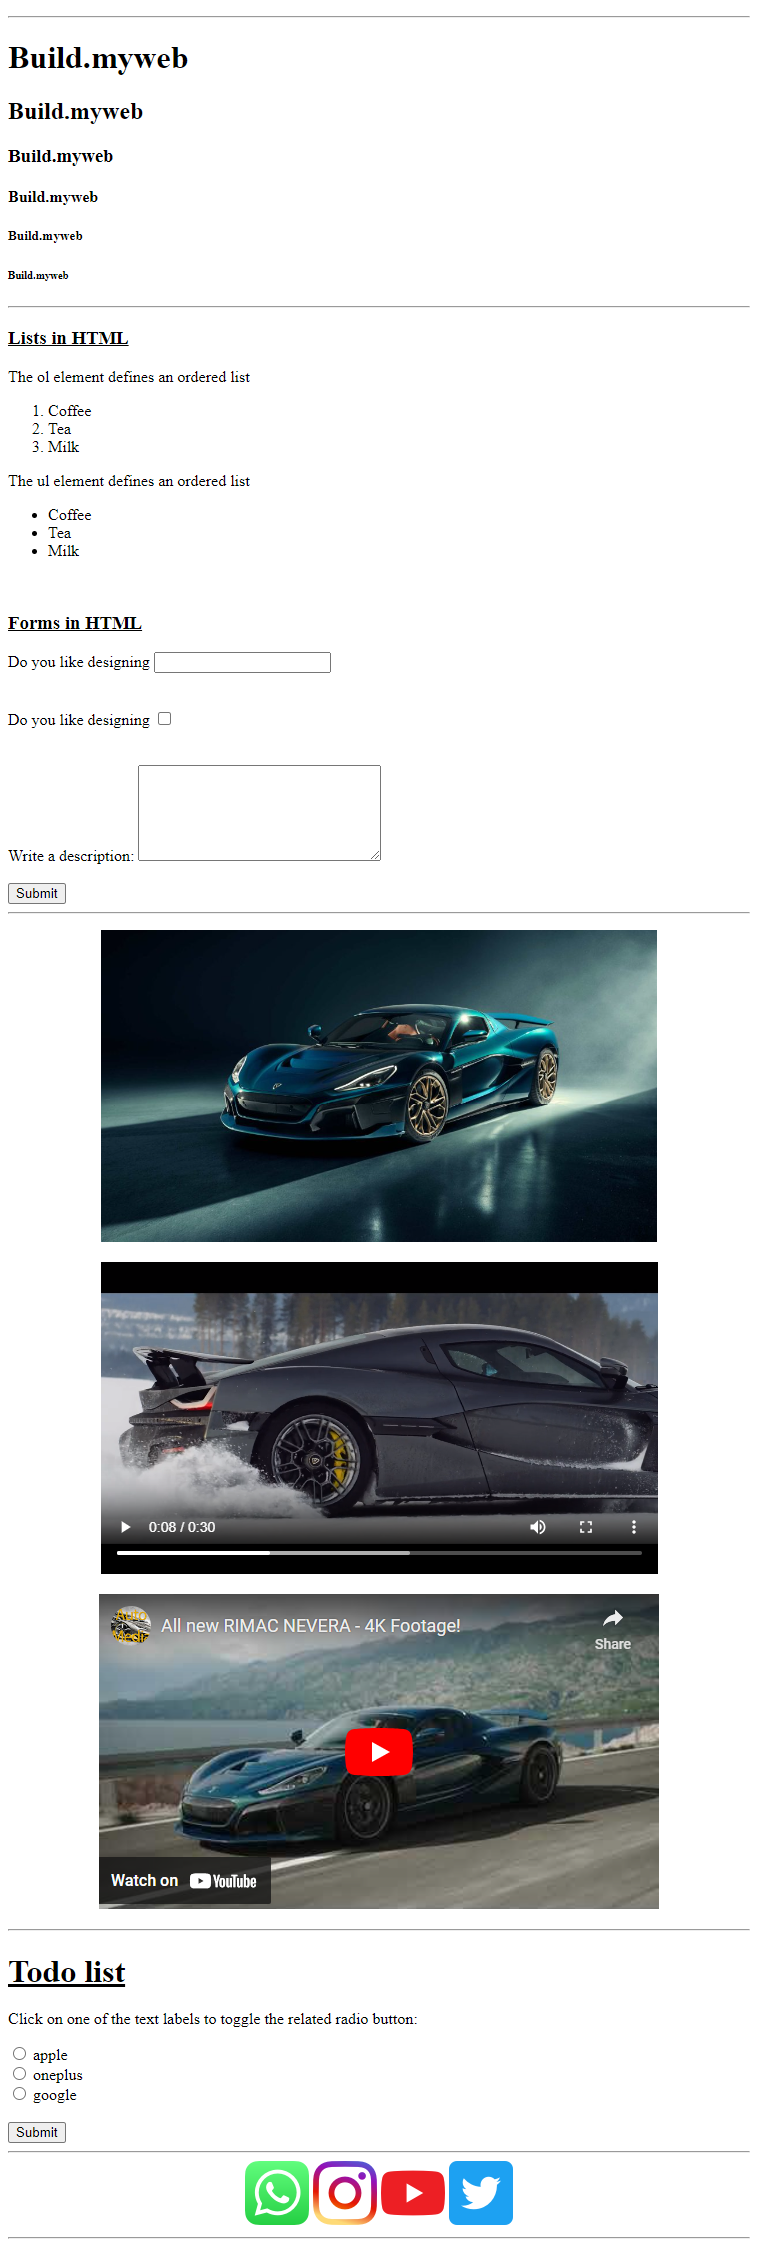 Build.myweb
Build.myweb
Build.myweb
Build.myweb
Build.myweb
Build.myweb
Lists in HTML
The ol element defines an ordered list
1. Coffee
2. Tea
3. Milk
The ul element defines an ordered list
• Coffee
• Tea
• Milk
Forms in HTML
Do you like designing
Do you like designing
Write a description:
Submit
0:08 / 0:30
All new RIMAC NEVERA - 4K Footage!
Share
Watch on YouTube
Todo list
Click on one of the text labels to toggle the related radio button:
apple
oneplus
google
Submit